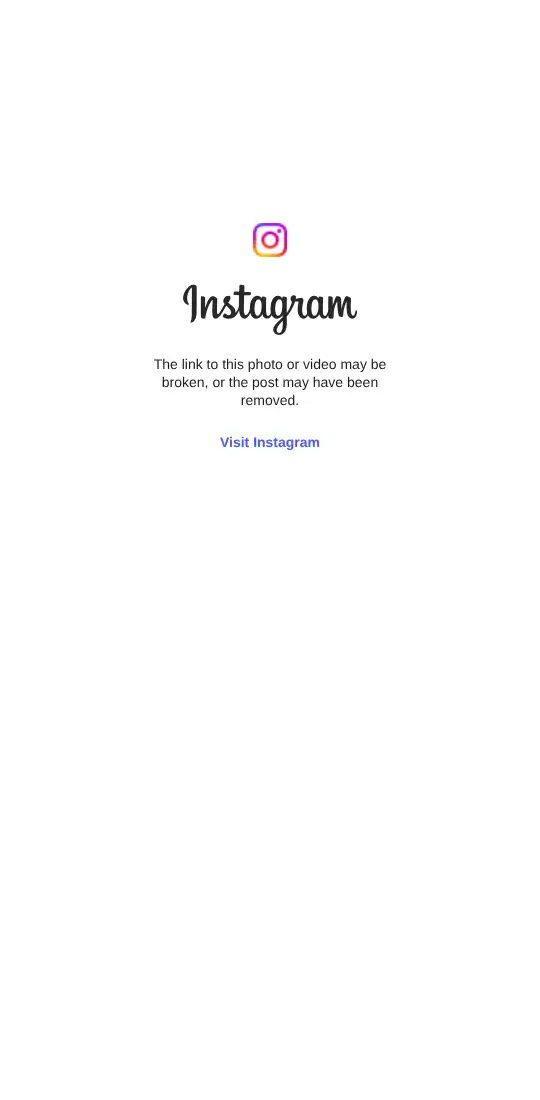 Instagram
The link to this photo or video may be
broken, or the post may have been
removed.
Visit Instagram